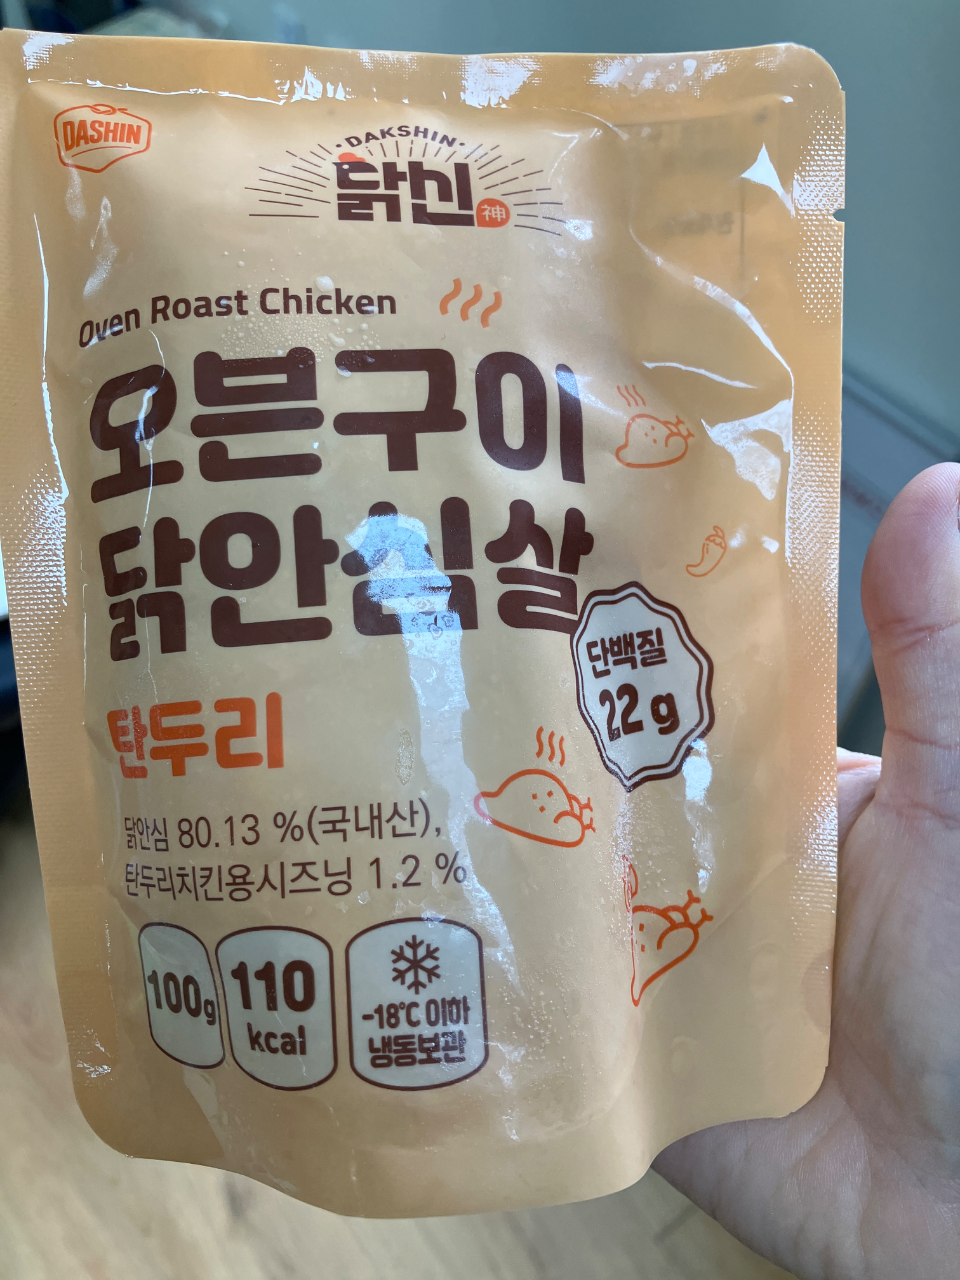 DASHIN
·DAKSHIN·
닭신
神
Oven Roast Chicken
오븐구이
닭안심살
단백질
22 g
탄두리
닭안심 80.13 %(국내산),
탄두리치킨용시즈닝 1.2 %
100g
110
kcal
-18℃ 이하
냉동보관